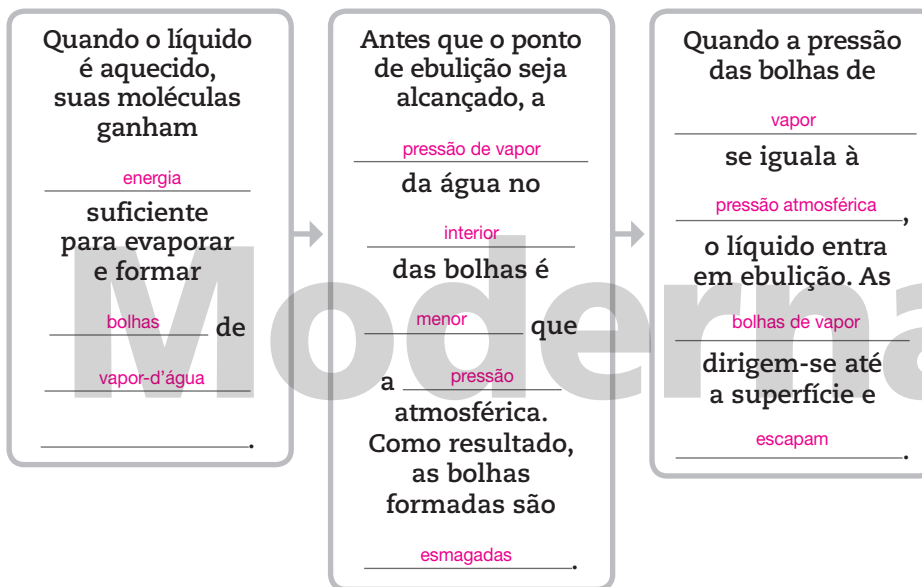 Quando o líquido
é aquecido,
suas moléculas
ganham
energia
suficiente
para evaporar
e formar
bolhas de
vapor-d'água
.
Antes que o ponto
de ebulição seja
alcançado, a
pressão de vapor
da água no
interior
das bolhas é
menor que
a pressão
atmosférica.
Como resultado,
as bolhas
formadas são
esmagadas.
Quando a pressão
das bolhas de
vapor
se iguala à
pressão atmosférica,
o líquido entra
em ebulição. As
bolhas de vapor
dirigem-se até
a superfície e
escapam.
Moderna